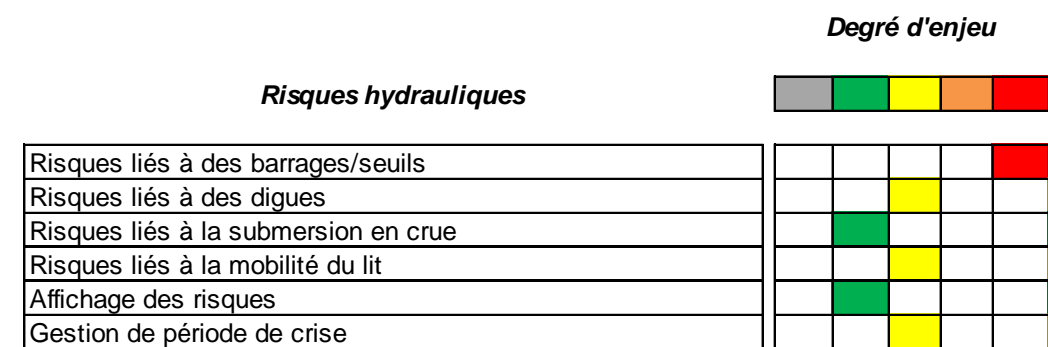 Degré d'enjeu
Risques hydrauliques
Risques liés à des barrages/seuils
Risques liés à des digues
Risques liés à la submersion en crue
Risques liés à la mobilité du lit
Affichage des risques
Gestion de période de crise